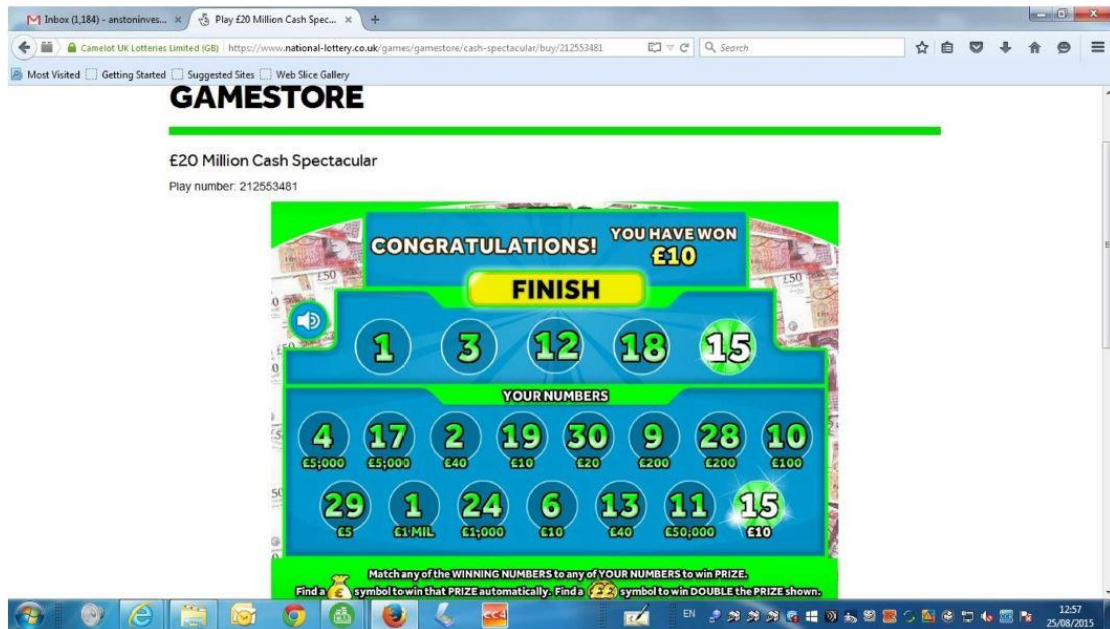 Inbox (1,184) - anstoninves... × Play £20 Million Cash Spec... × +
Camelot UK Lotteries Limited (GB) https://www.national-lottery.co.uk/games/gamestore/cash-spectacular/buy/212553481 Search
Most Visited Getting Started Suggested Sites Web Slice Gallery
GAMESTORE
£20 Million Cash Spectacular
Play number: 212553481
CONGRATULATIONS! YOU HAVE WON
£10
FINISH
£50 £50
1 3 12 18 15
YOUR NUMBERS
4 17 2 19 30 9 28 10
£5,000 £5,000 £40 £10 £20 £200 £200 £100
29 1 24 6 13 11 15
£5 £1 MIL £1,000 £10 £40 £50,000 £10
Match any of the WINNING NUMBERS to any of YOUR NUMBERS to win PRIZE.
Find a £ symbol to win that PRIZE automatically. Find a ££ symbol to win DOUBLE the PRIZE shown.
EN 12:57
25/08/2015